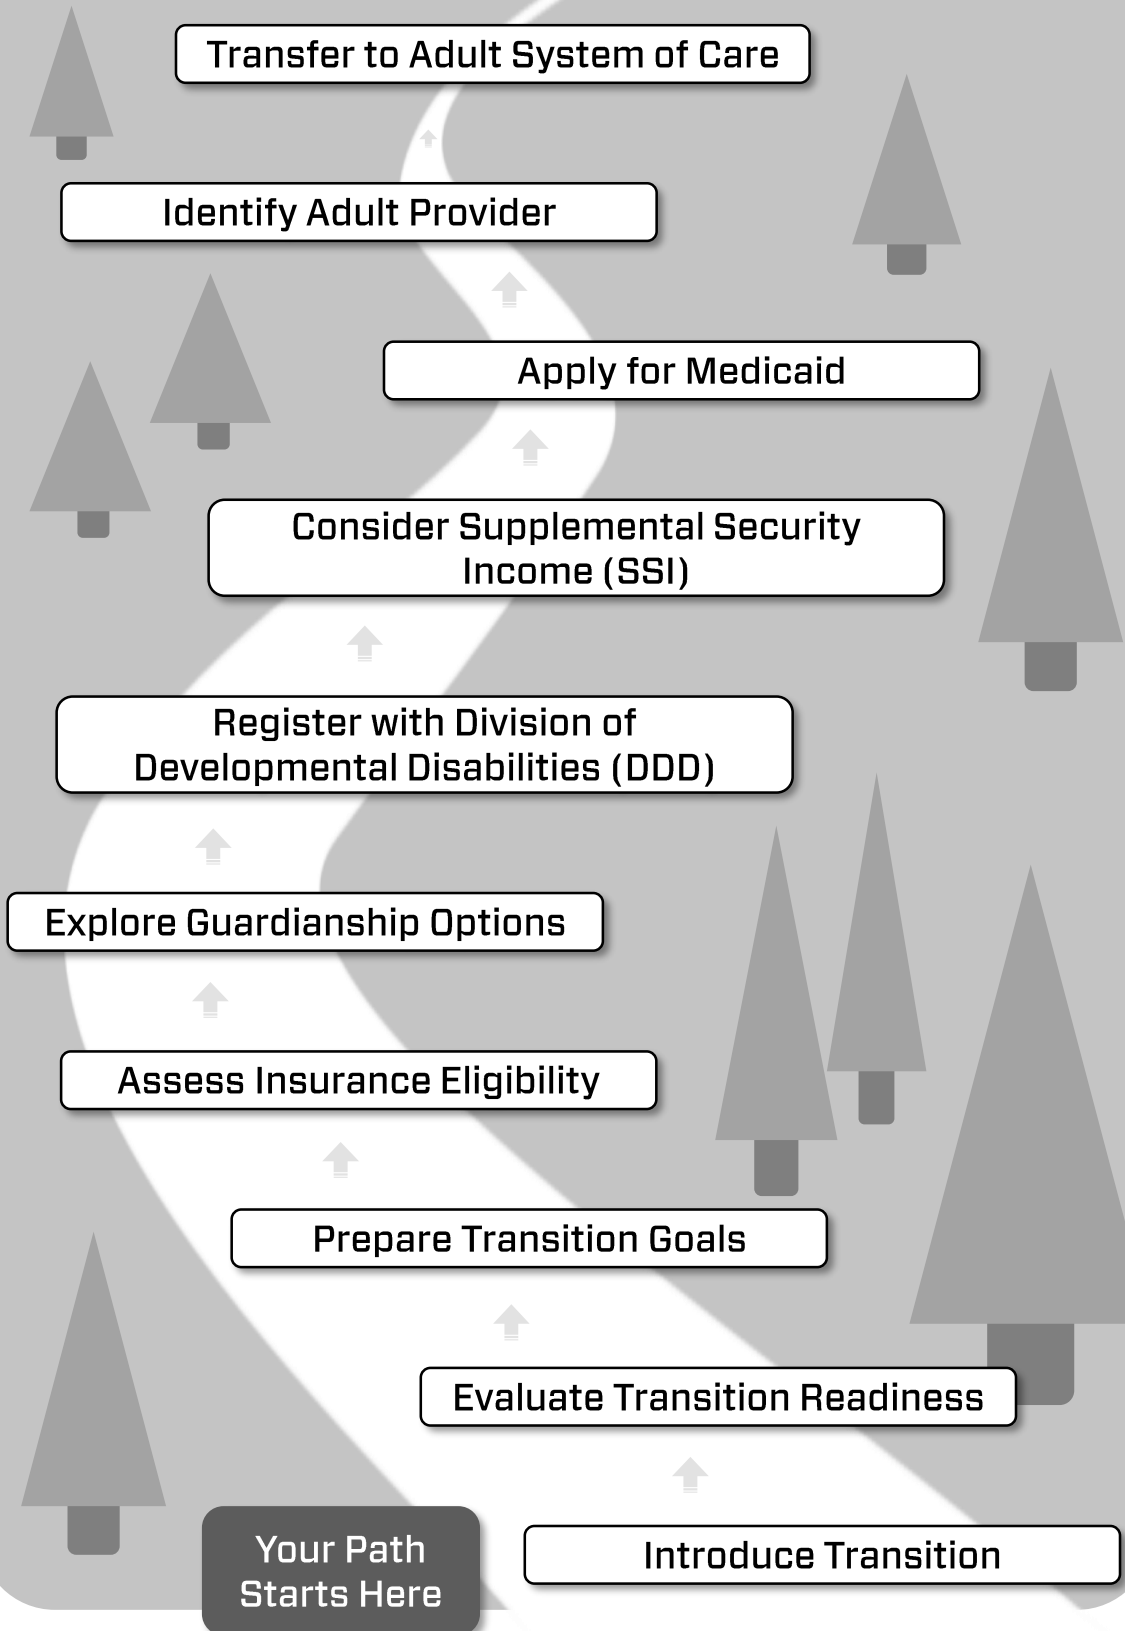 Transfer to Adult System of Care
Identify Adult Provider
Apply for Medicaid
Consider Supplemental Security
Income (SSI)
Register with Division of
Developmental Disabilities (DDD)
Explore Guardianship Options
Assess Insurance Eligibility
Prepare Transition Goals
Evaluate Transition Readiness
Your Path
Starts Here
Introduce Transition